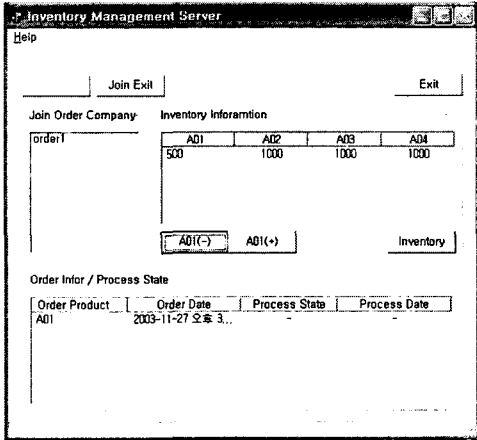 Inventory Management Server
Help
Join Exit Exit
Join Order Company Inventory Inforamtion
order1
A01 A02 A03 A04
500 1000 1000 1000
A01(-) A01(+) Inventory
Order Infor / Process State
Order Product Order Date Process State Process Date
A01 2003-11-27 오후 3... - -